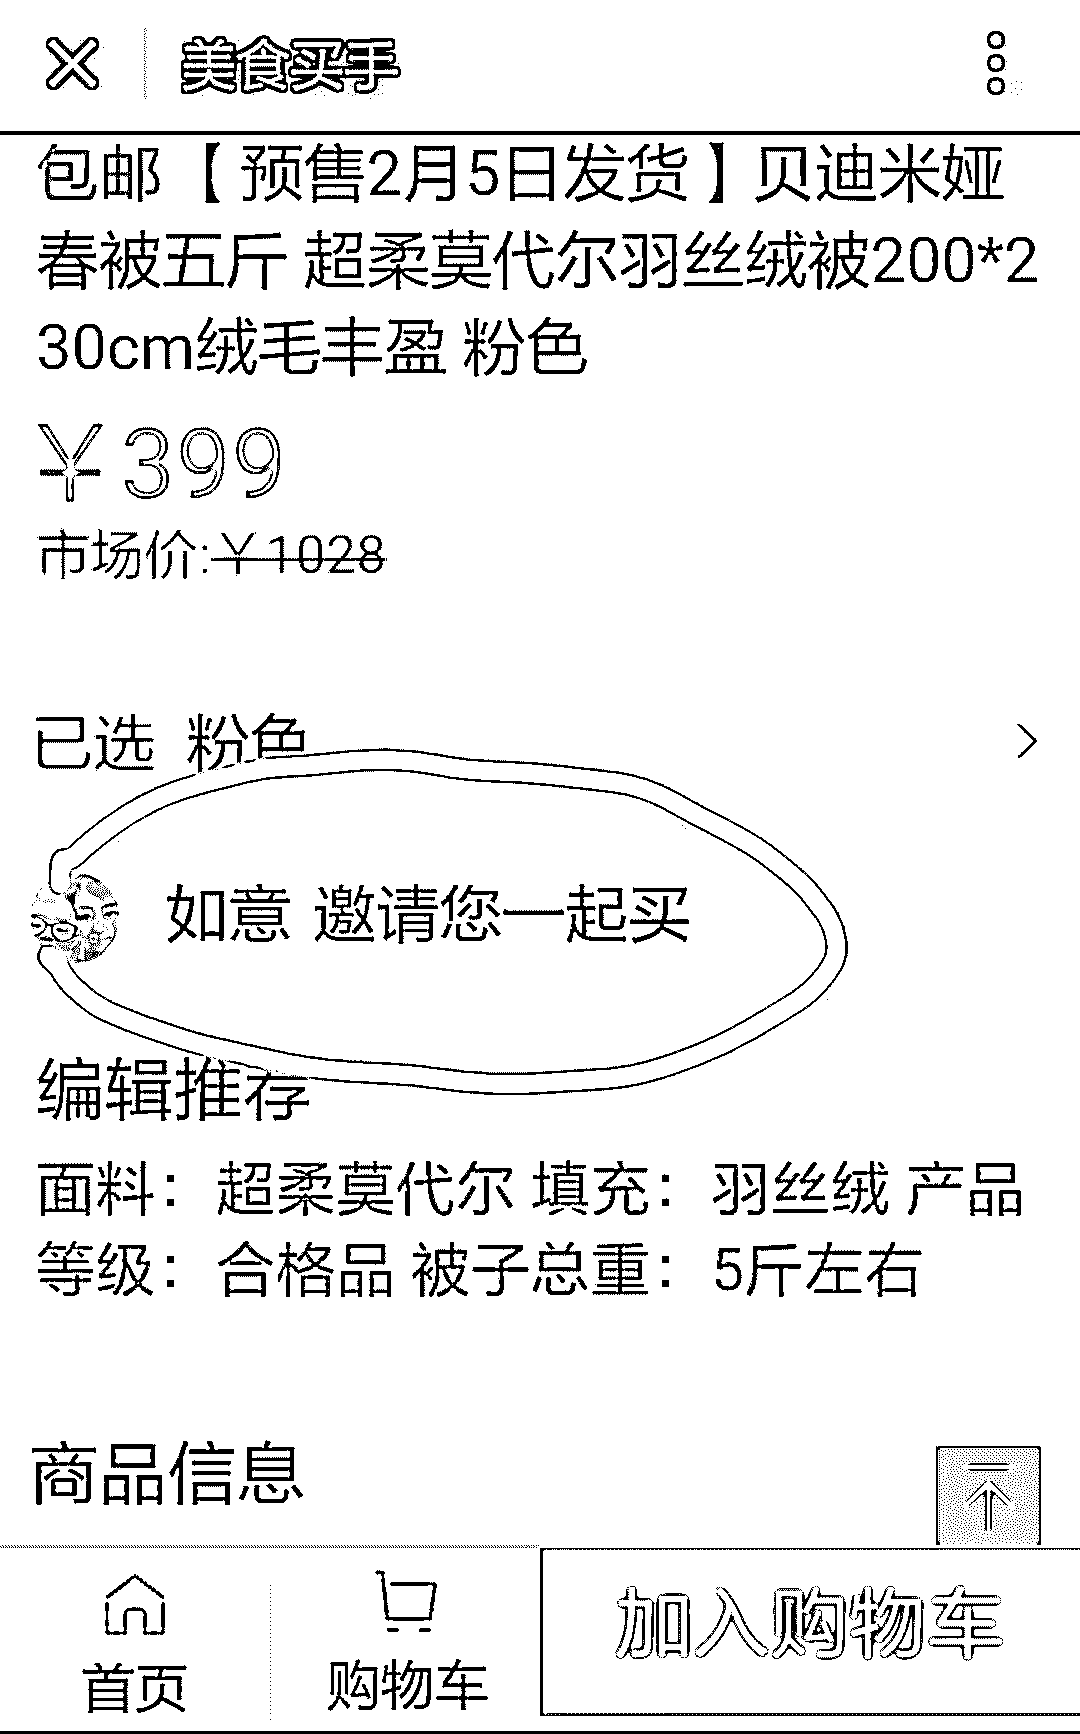 美食买手
包邮【预售2月5日发货】贝迪米娅
春被五斤 超柔莫代尔羽丝绒被200*2
30cm绒毛丰盈 粉色
￥399
市场价:￥1028
已选 粉色
如意 邀请您一起买
编辑推荐
面料：超柔莫代尔 填充：羽丝绒 产品
等级：合格品 被子总重：5斤左右
商品信息
首页
购物车
加入购物车